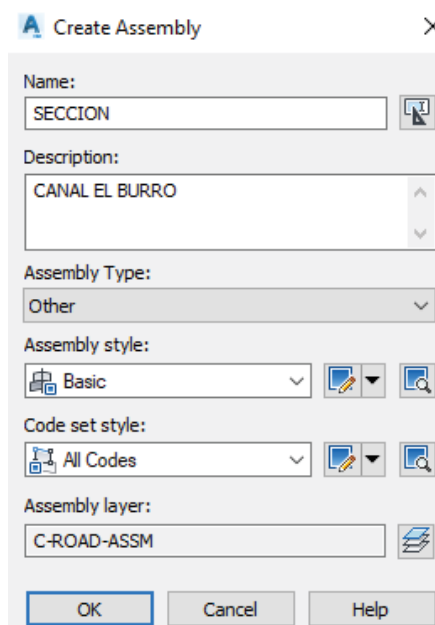 Create Assembly
Name:
SECCION
Description:
CANAL EL BURRO
Assembly Type:
Other
Assembly style:
Basic
Code set style:
All Codes
Assembly layer:
C-ROAD-ASSM
OK Cancel Help